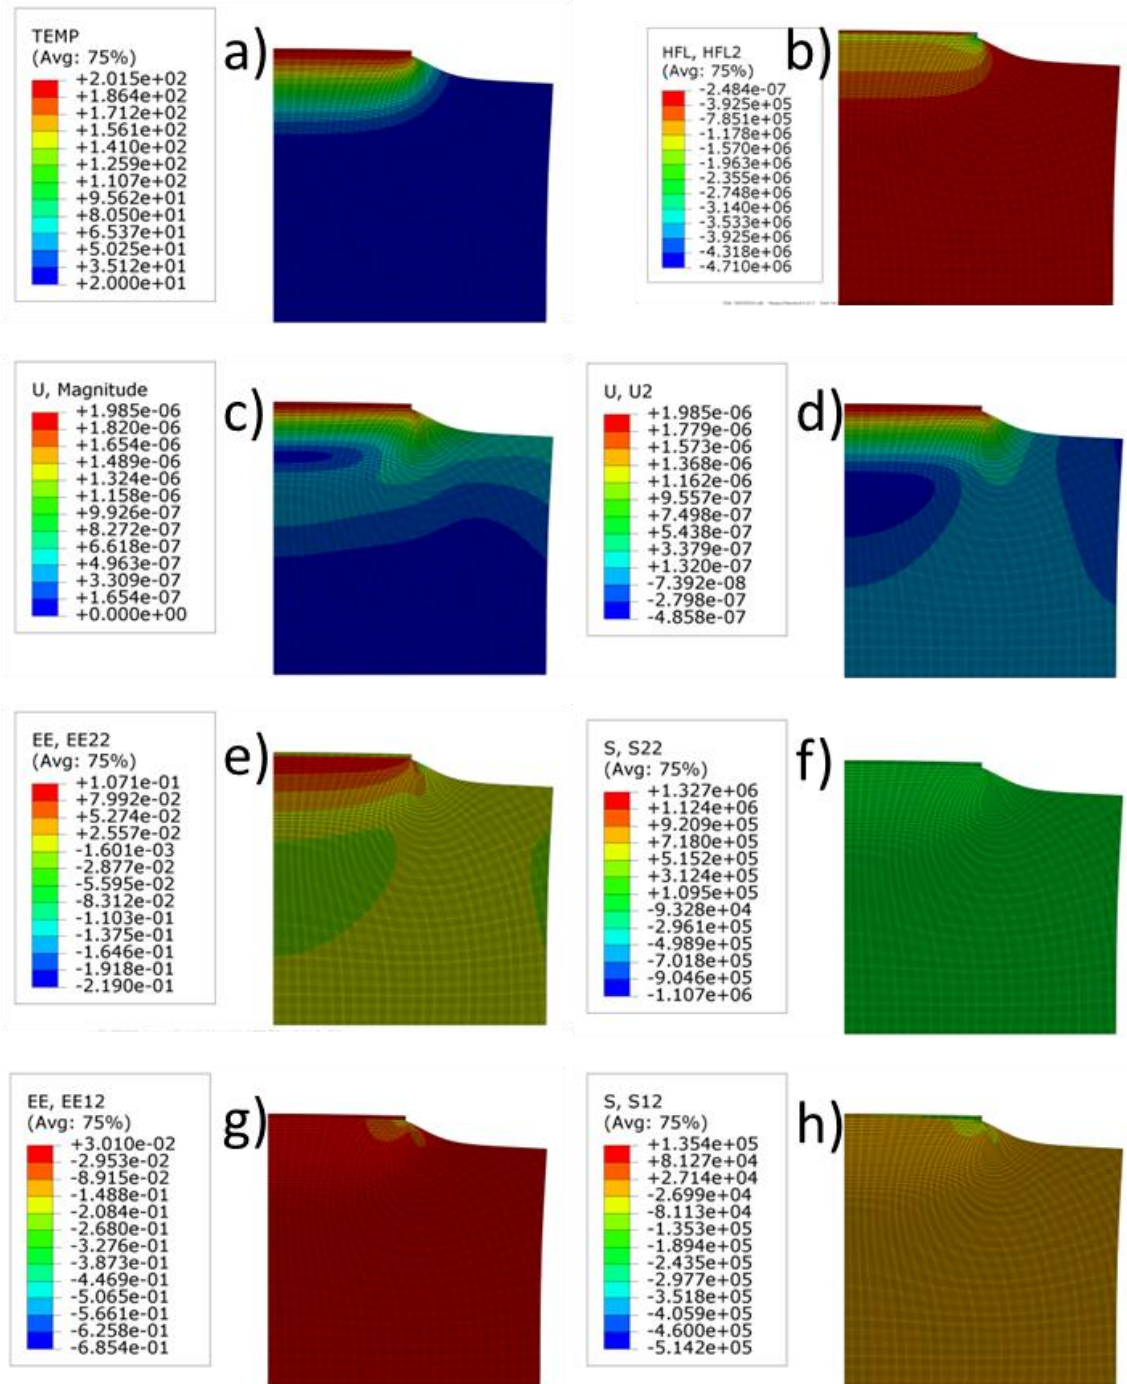 TEMP
(Avg: 75%)
+2.015e+02
+1.864e+02
+1.712e+02
+1.561e+02
+1.410e+02
+1.259e+02
+1.107e+02
+9.562e+01
+8.050e+01
+6.537e+01
+5.025e+01
+3.512e+01
+2.000e+01
a)
HFL, HFL2
(Avg: 75%)
-2.484e-07
-3.925e+05
-7.851e+05
-1.178e+06
-1.570e+06
-1.963e+06
-2.355e+06
-2.748e+06
-3.140e+06
-3.533e+06
-3.925e+06
-4.318e+06
-4.710e+06
b)
U, Magnitude
+1.985e-06
+1.820e-06
+1.654e-06
+1.489e-06
+1.324e-06
+1.158e-06
+9.926e-07
+8.272e-07
+6.618e-07
+4.963e-07
+3.309e-07
+1.654e-07
+0.000e+00
c)
U, U2
+1.985e-06
+1.779e-06
+1.573e-06
+1.368e-06
+1.162e-06
+9.557e-07
+7.498e-07
+5.438e-07
+3.379e-07
+1.320e-07
-7.392e-08
-2.798e-07
-4.858e-07
d)
EE, EE22
(Avg: 75%)
+1.071e-01
+7.992e-02
+5.274e-02
+2.557e-02
-1.601e-03
-2.877e-02
-5.595e-02
-8.312e-02
-1.103e-01
-1.375e-01
-1.646e-01
-1.918e-01
-2.190e-01
e)
S, S22
(Avg: 75%)
+1.327e+06
+1.124e+06
+9.209e+05
+7.180e+05
+5.152e+05
+3.124e+05
+1.095e+05
-9.328e+04
-2.961e+05
-4.989e+05
-7.018e+05
-9.046e+05
-1.107e+06
f)
EE, EE12
(Avg: 75%)
+3.010e-02
-2.953e-02
-8.915e-02
-1.488e-01
-2.084e-01
-2.680e-01
-3.276e-01
-3.873e-01
-4.469e-01
-5.065e-01
-5.661e-01
-6.258e-01
-6.854e-01
g)
S, S12
(Avg: 75%)
+1.354e+05
+8.127e+04
+2.714e+04
-2.699e+04
-8.113e+04
-1.353e+05
-1.894e+05
-2.435e+05
-2.977e+05
-3.518e+05
-4.059e+05
-4.600e+05
-5.142e+05
h)